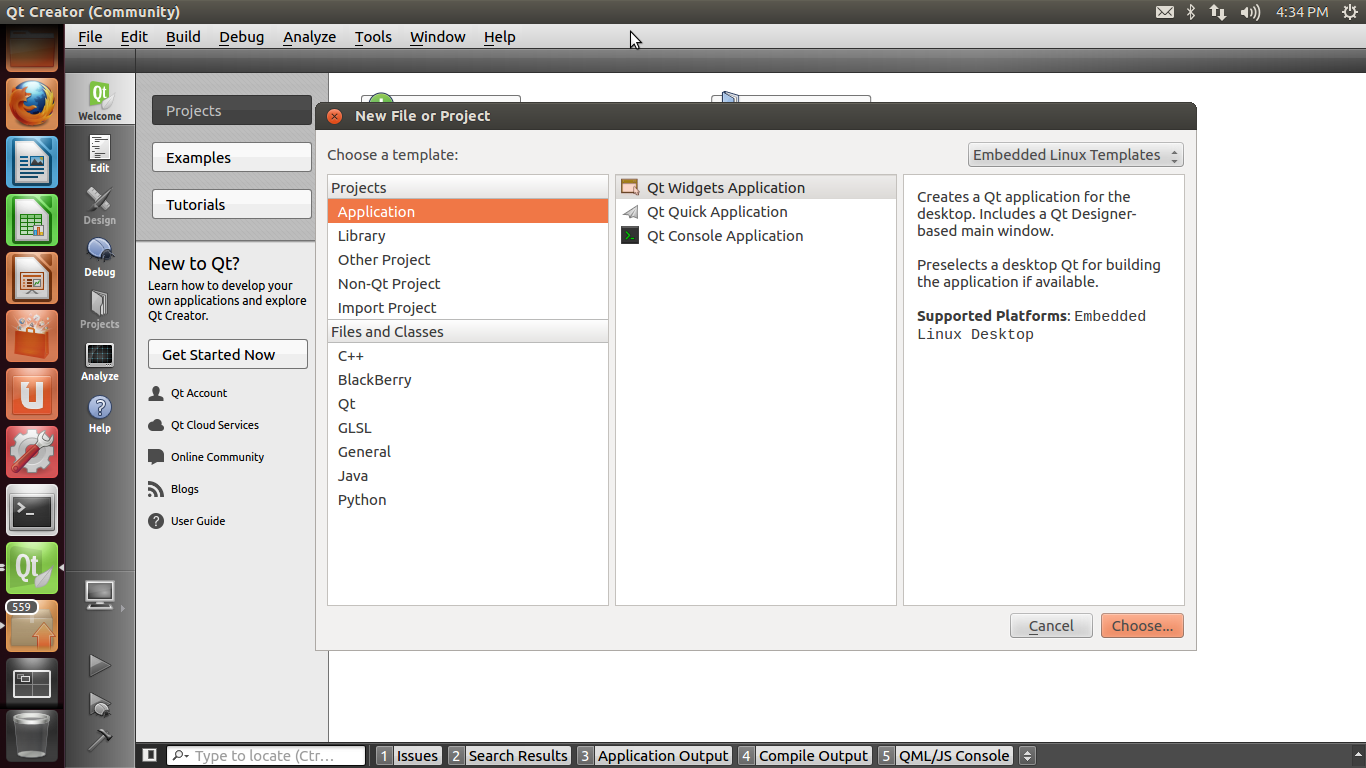 Qt Creator (Community)
4:34 PM
File Edit Build Debug Analyze Tools Window Help
Qt
Welcome
Edit
Design
Debug
Projects
Analyze
Help
Projects
Examples
Tutorials
New to Qt?
Learn how to develop your
own applications and explore
Qt Creator.
Get Started Now
Qt Account
Qt Cloud Services
Online Community
Blogs
User Guide
New File or Project
Choose a template:
Embedded Linux Templates
Projects
Application
Library
Other Project
Non-Qt Project
Import Project
Files and Classes
C++
BlackBerry
Qt
GLSL
General
Java
Python
Qt Widgets Application
Qt Quick Application
Qt Console Application
Creates a Qt application for the
desktop. Includes a Qt Designer-
based main window.
Preselects a desktop Qt for building
the application if available.
Supported Platforms: Embedded
Linux Desktop
Cancel
Choose...
Qt
559
Type to locate (Ctr...
1 Issues 2 Search Results 3 Application Output 4 Compile Output 5 QML/JS Console